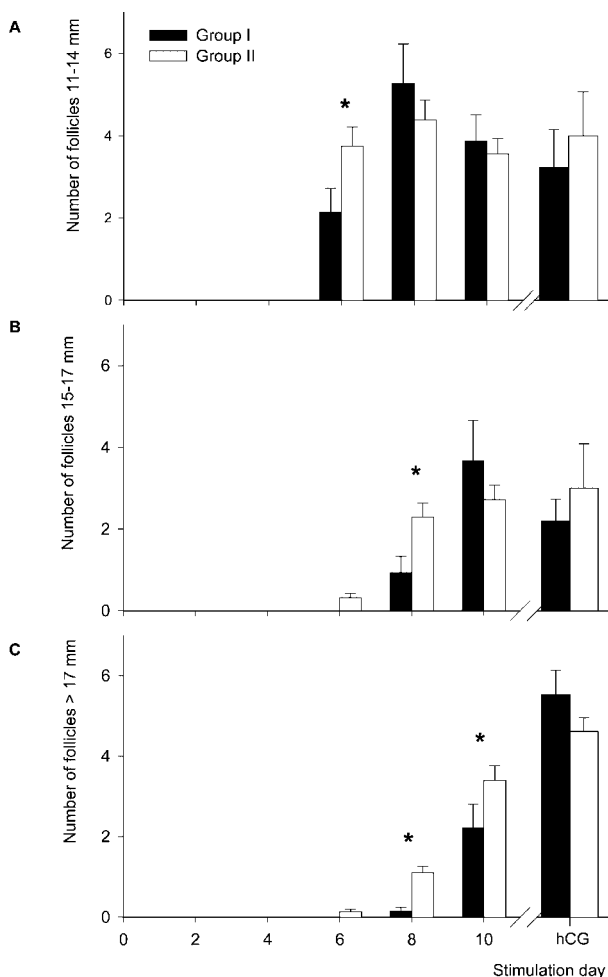 A
Number of follicles 11-14 mm
Group I
Group II
6
4
2
0
*
B
Number of follicles 15-17 mm
6
4
2
0
*
C
Number of follicles > 17 mm
6
4
2
0
*
*
0 2 4 6 8 10 hCG
Stimulation day